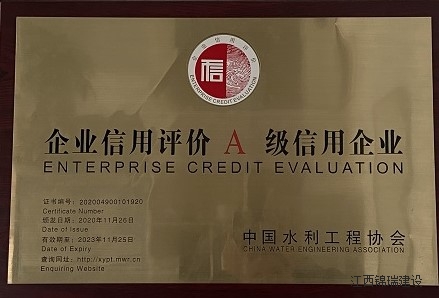 企业信用评价
信
ENTERPRISE CREDIT EVALUATION
企业信用评价 A 级信用企业
ENTERPRISE CREDIT EVALUATION
证书编号：202004900101920
Certificate Number
颁发日期：2020年11月26日
Date of Issue
有效期至：2023年11月25日
Date of Expiry
查询网址：http://xypt.mwr.cn
Enquiring Website
中国水利工程协会
CHINA WATER ENGINEERING ASSOCIATION
江西锦瑞建设